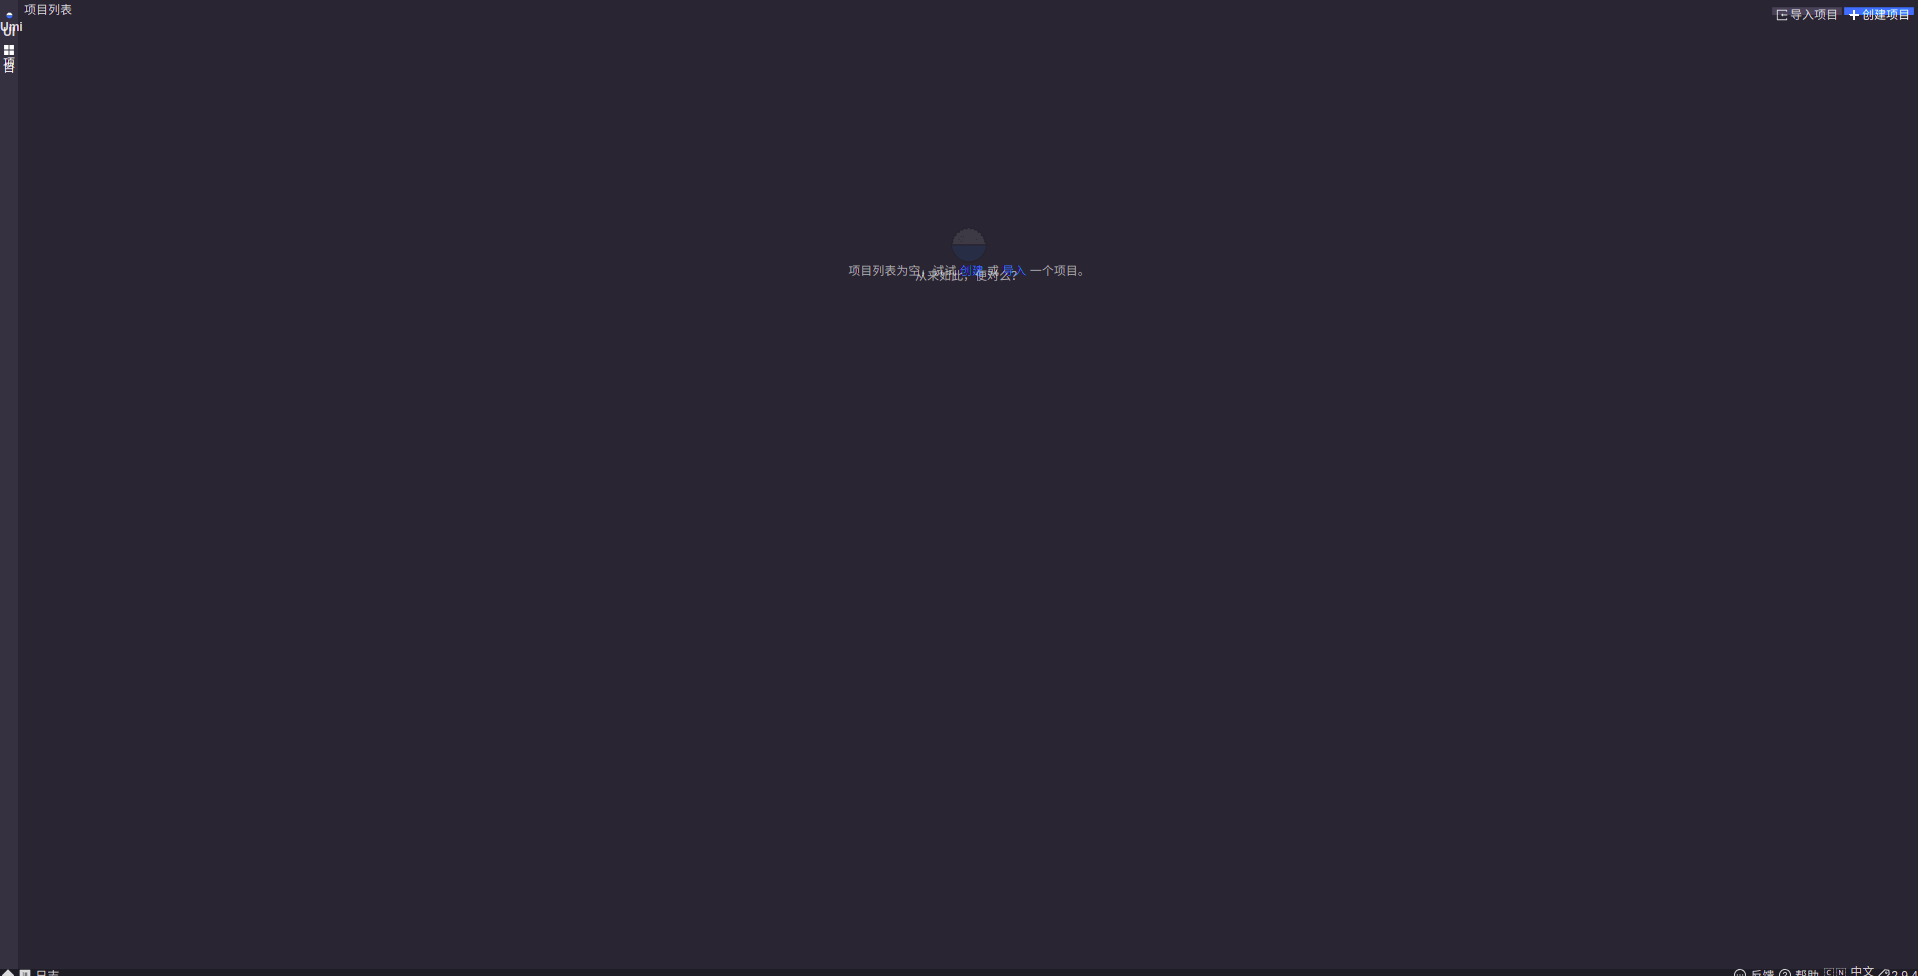 项目列表
导入项目
创建项目
Umi
UI
项目
项目列表为空，试试 创建 或 导入 一个项目。
从来如此，便对么？
日志
反馈
帮助
CN 中文
2.9.4